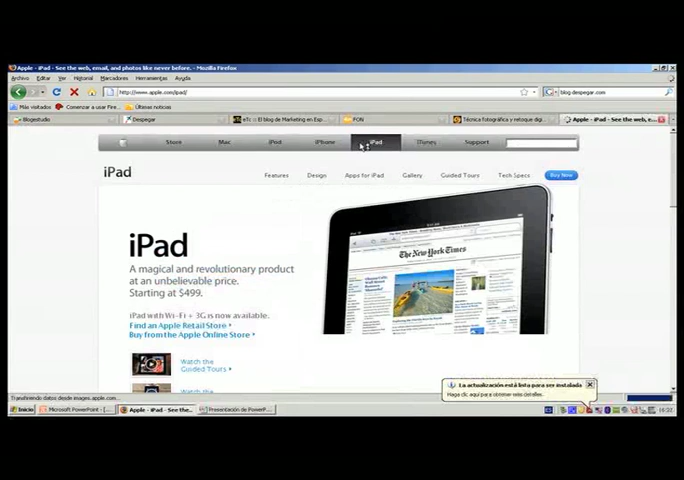 Apple - iPad - See the web, email, and photos like never before. - Mozilla Firefox
Archivo Editar Ver Historial Marcadores Herramientas Ayuda
http://www.apple.com/ipad/
blog despegar.com
Más visitados Comenzar a usar Fire... Últimas noticias
Blogestudio
Despegar
eTc :: El blog de Marketing en Esp...
FON
Técnica fotográfica y retoque digi...
Apple - iPad - See the web, e...
Store Mac iPod iPhone iPad iTunes Support
iPad
Features Design Apps for iPad Gallery Guided Tours Tech Specs Buy Now
iPad
A magical and revolutionary product
at an unbelievable price.
Starting at $499.
iPad with Wi-Fi + 3G is now available.
Find an Apple Retail Store
Buy from the Apple Online Store
The New York Times
Watch the
Guided Tours
Watch the
La actualización está lista para ser instalada
Haga clic aquí para obtener más detalles.
Transfiriendo datos desde images.apple.com...
Inicio
Microsoft PowerPoint - [...
Apple - iPad - See the...
Presentación de PowerP...